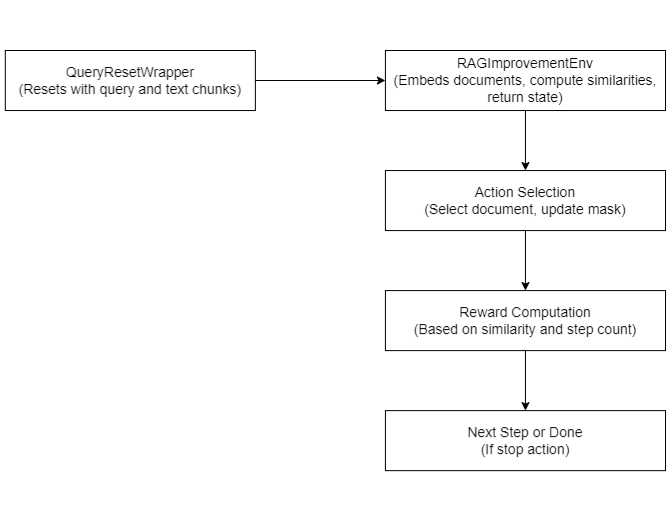 QueryResetWrapper
(Resets with query and text chunks)
RAGImprovementEnv
(Embeds documents, compute similarities,
return state)
Action Selection
(Select document, update mask)
Reward Computation
(Based on similarity and step count)
Next Step or Done
(If stop action)